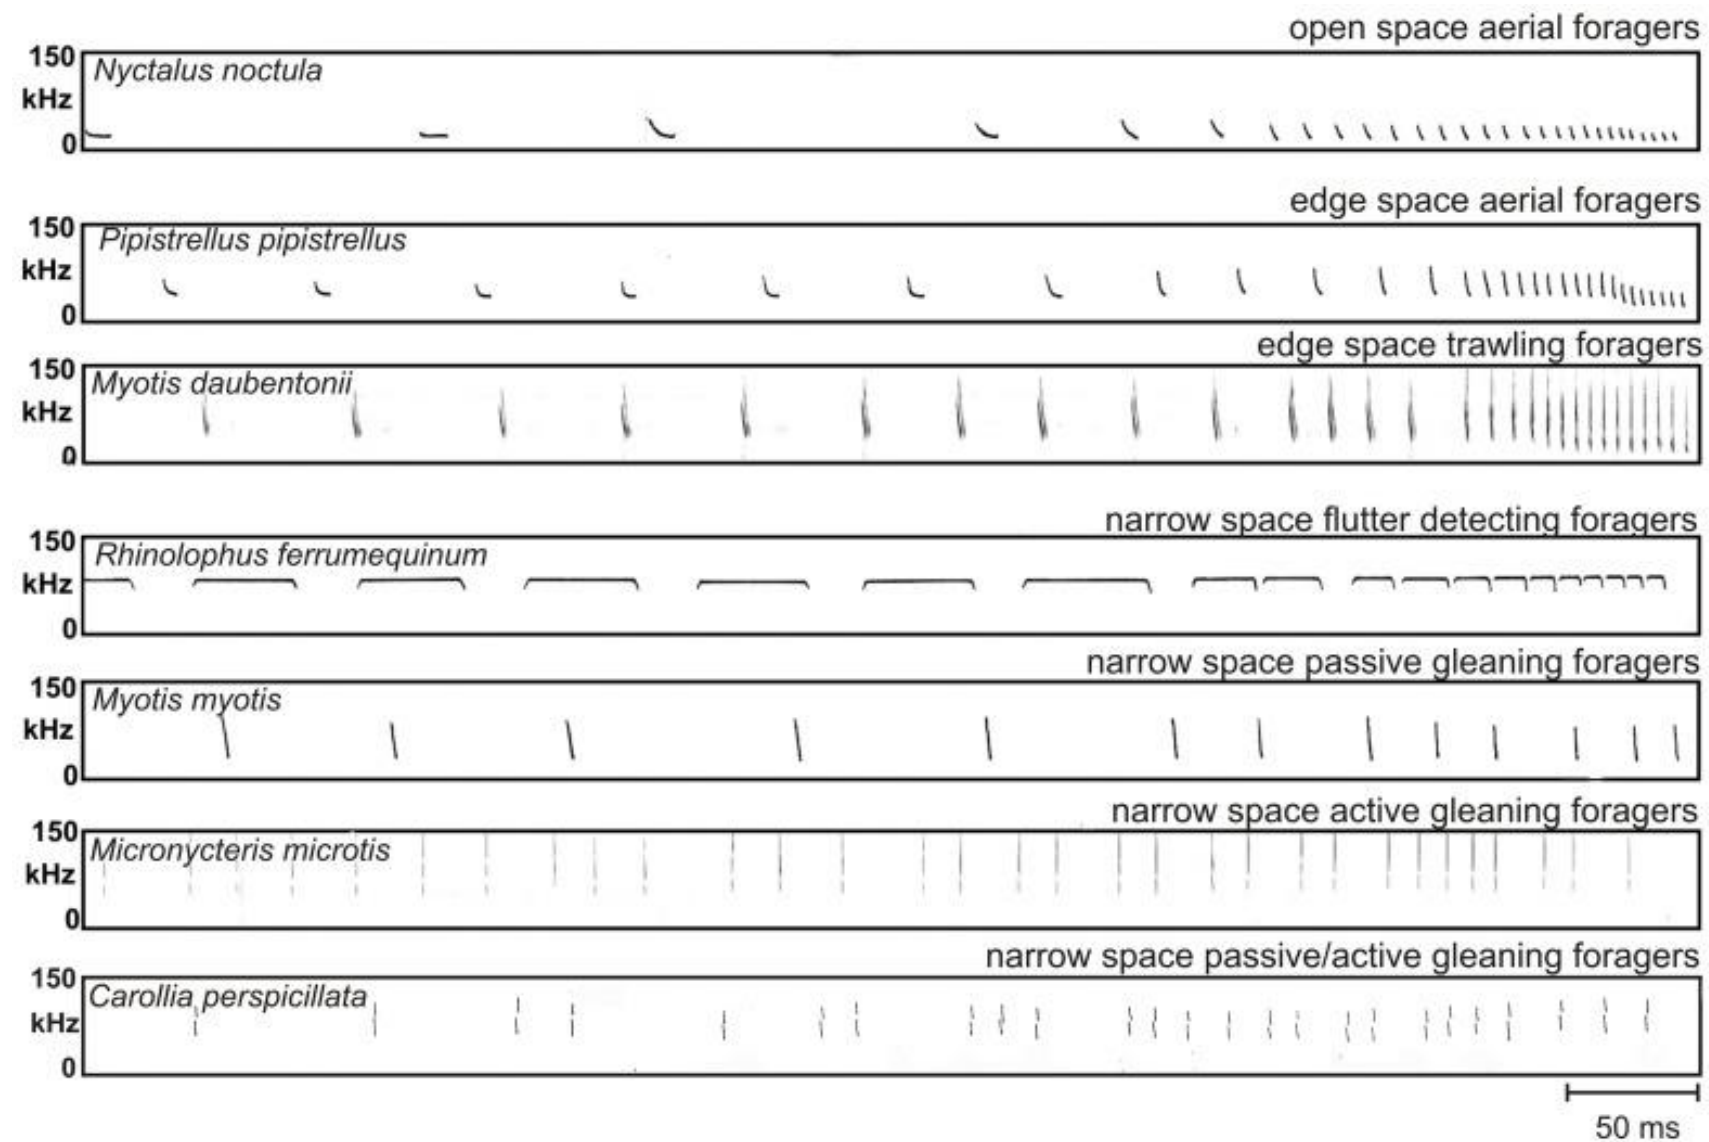 open space aerial foragers
150
Nyctalus noctula
kHz
0
edge space aerial foragers
150
Pipistrellus pipistrellus
kHz
0
edge space trawling foragers
150
Myotis daubentonii
kHz
0
narrow space flutter detecting foragers
150
Rhinolophus ferrumequinum
kHz
0
narrow space passive gleaning foragers
150
Myotis myotis
kHz
0
narrow space active gleaning foragers
150
Micronycteris microtis
kHz
0
narrow space passive/active gleaning foragers
150
Carollia perspicillata
kHz
0
50 ms